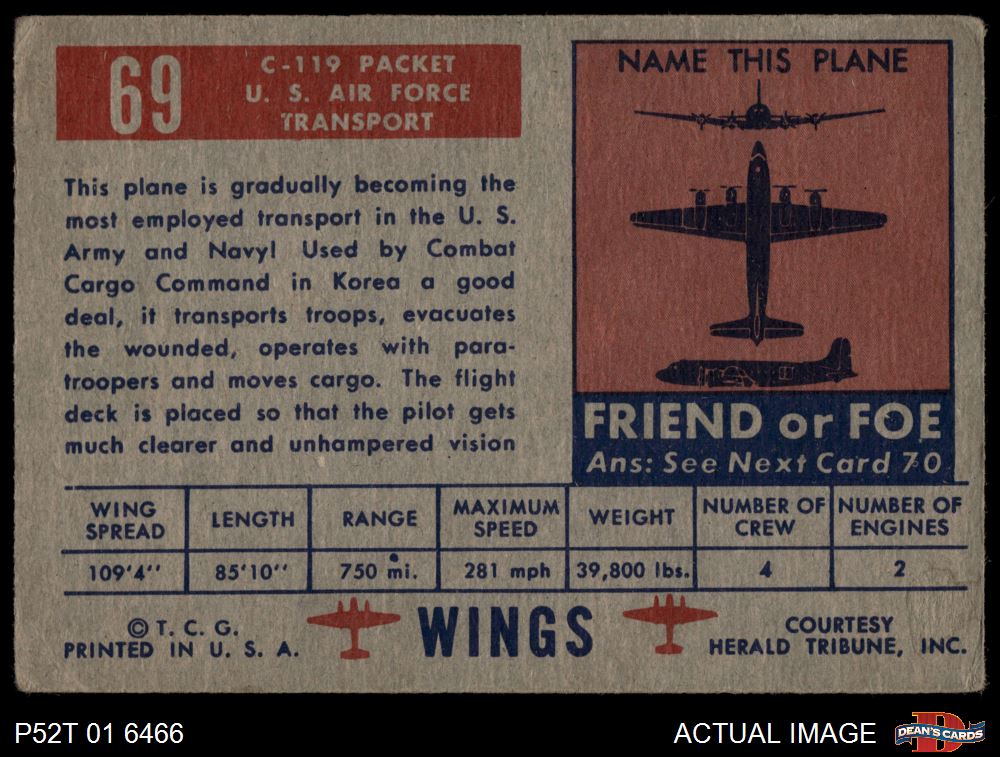 69
C-119 PACKET
U. S. AIR FORCE
TRANSPORT
This plane is gradually becoming the
most employed transport in the U. S.
Army and Navy! Used by Combat
Cargo Command in Korea a good
deal, it transports troops, evacuates
the wounded, operates with para-
troopers and moves cargo. The flight
deck is placed so that the pilot gets
much clearer and unhampered vision
NAME THIS PLANE
FRIEND or FOE
Ans: See Next Card 70
WING SPREAD LENGTH RANGE MAXIMUM SPEED WEIGHT NUMBER OF CREW NUMBER OF ENGINES
109'4'' 85'10'' 750 mi. 281 mph 39,800 lbs. 4 2
© T. C. G.
PRINTED IN U. S. A.
WINGS
COURTESY
HERALD TRIBUNE, INC.
P52T 01 6466
ACTUAL IMAGE
D
DEAN'S CARDS